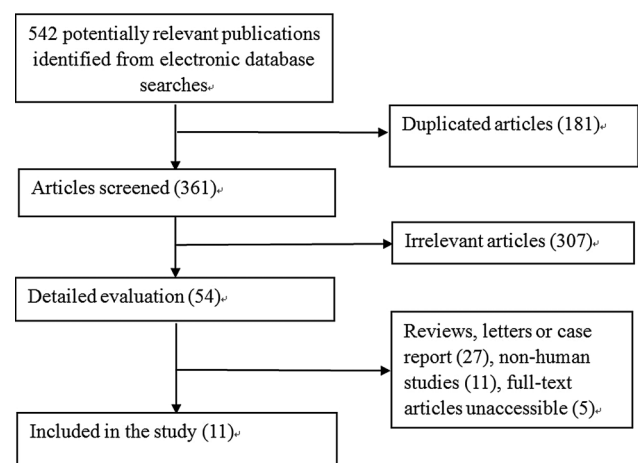 542 potentially relevant publications
identified from electronic database
searches↵
Duplicated articles (181)↵
Articles screened (361)↵
Irrelevant articles (307)↵
Detailed evaluation (54)↵
Reviews, letters or case
report (27), non-human
studies (11), full-text
articles unaccessible (5)↵
Included in the study (11)↵